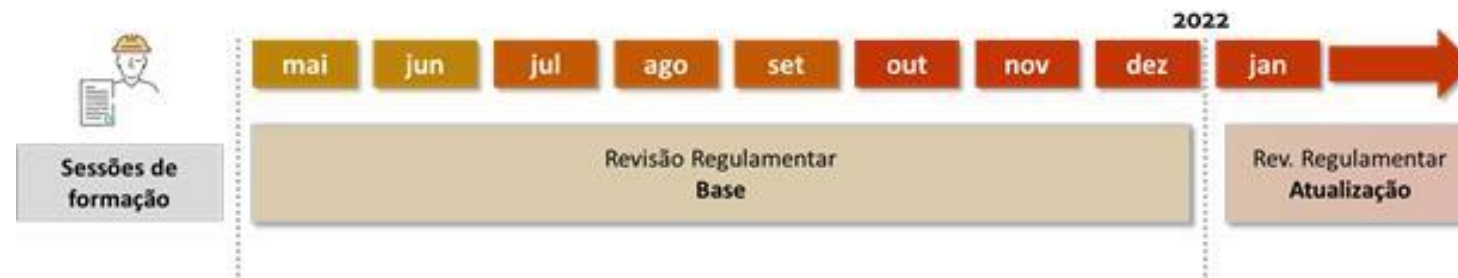 2022
mai jun jul ago set out nov dez jan
Sessões de
formação
Revisão Regulamentar
Base
Rev. Regulamentar
Atualização